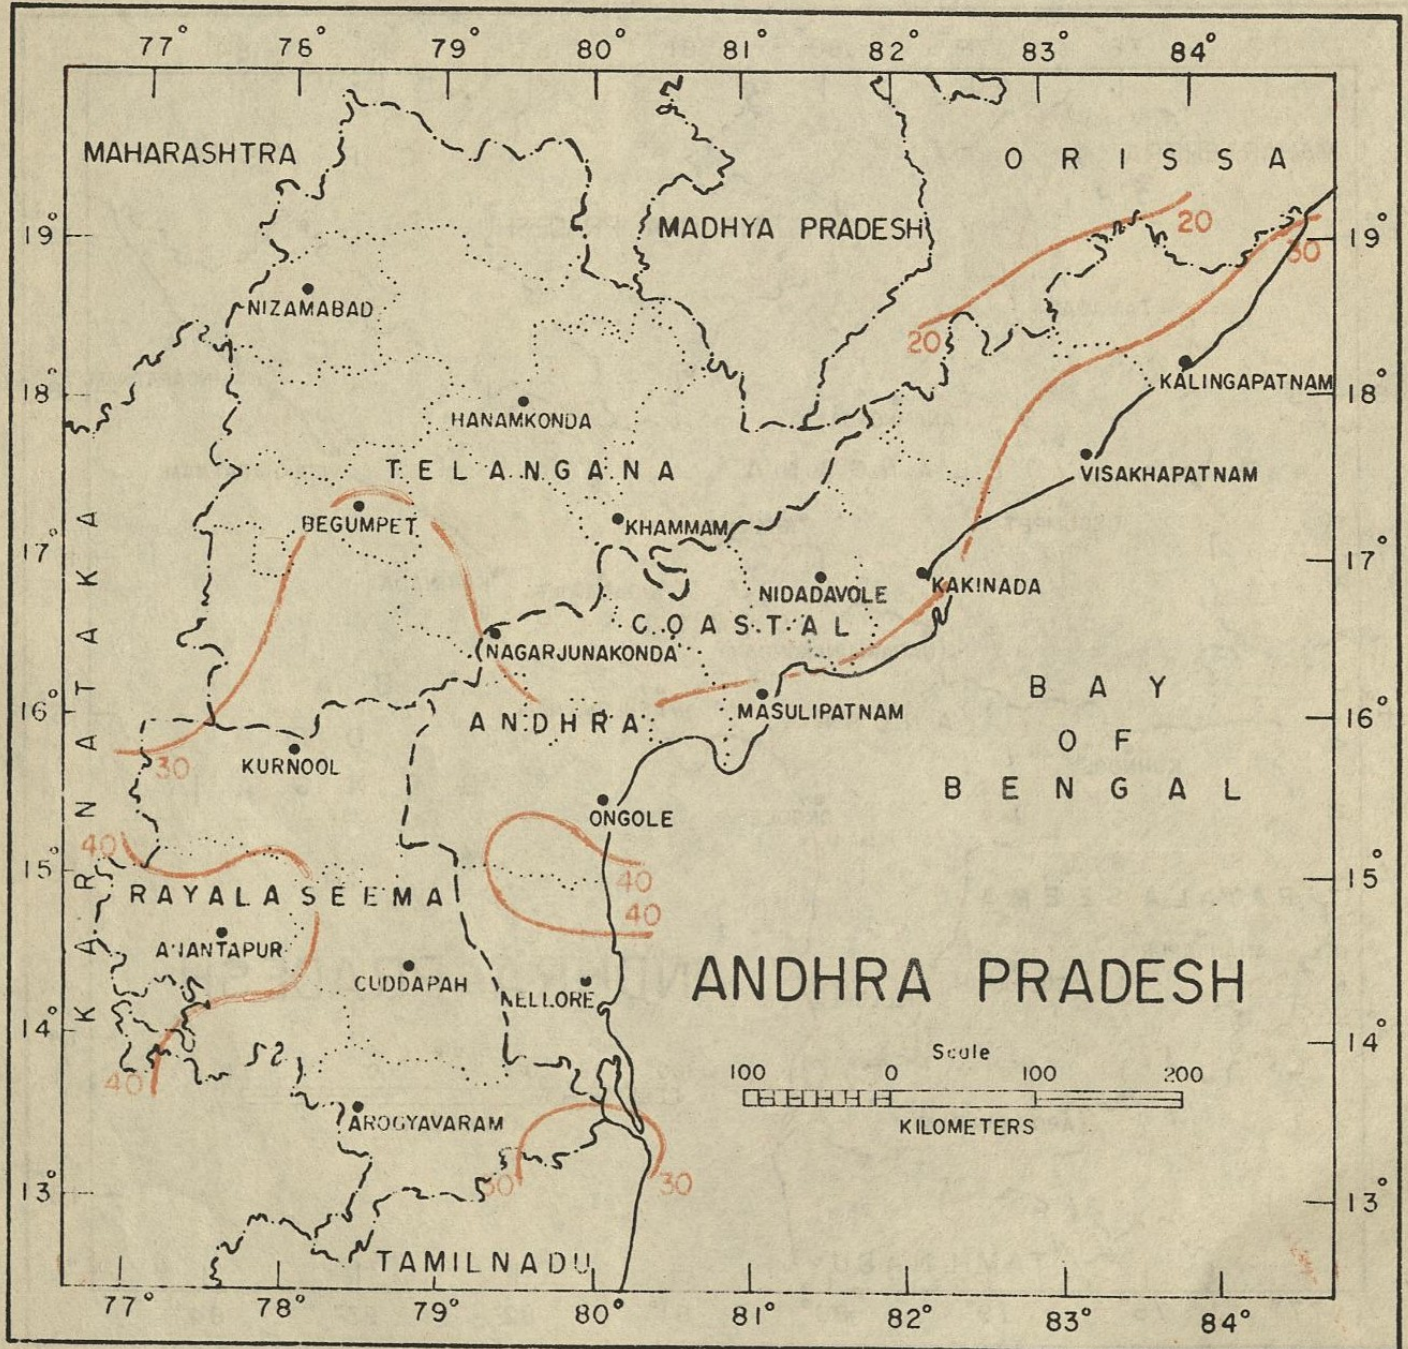 77° 78° 79° 80° 81° 82° 83° 84°
MAHARASHTRA
ORISSA
MADHYA PRADESH
19° 20 19°
30
NIZAMABAD
20
KALINGAPATNAM
18° 18°
HANAMKONDA
TELANGANA
VISAKHAPATNAM
BEGUMPET
KHAMMAM
17° 17°
NIDADAVOLE
KAKINADA
COASTAL
NAGARJUNAKONDA
KARNATAKA
BAY
16° MASULIPATNAM 16°
ANDHRA
OF
KURNOOL
30
BENGAL
ONGOLE
40
15° 40 15°
RAYALASEEMA
40
ANANTAPUR
CUDDAPAH
ANDHRA PRADESH
NELLORE
14° 14°
Scale
100 0 100 200
40
KILOMETERS
AROGYAVARAM
13° 30 30 13°
TAMILNADU
77° 78° 79° 80° 81° 82° 83° 84°